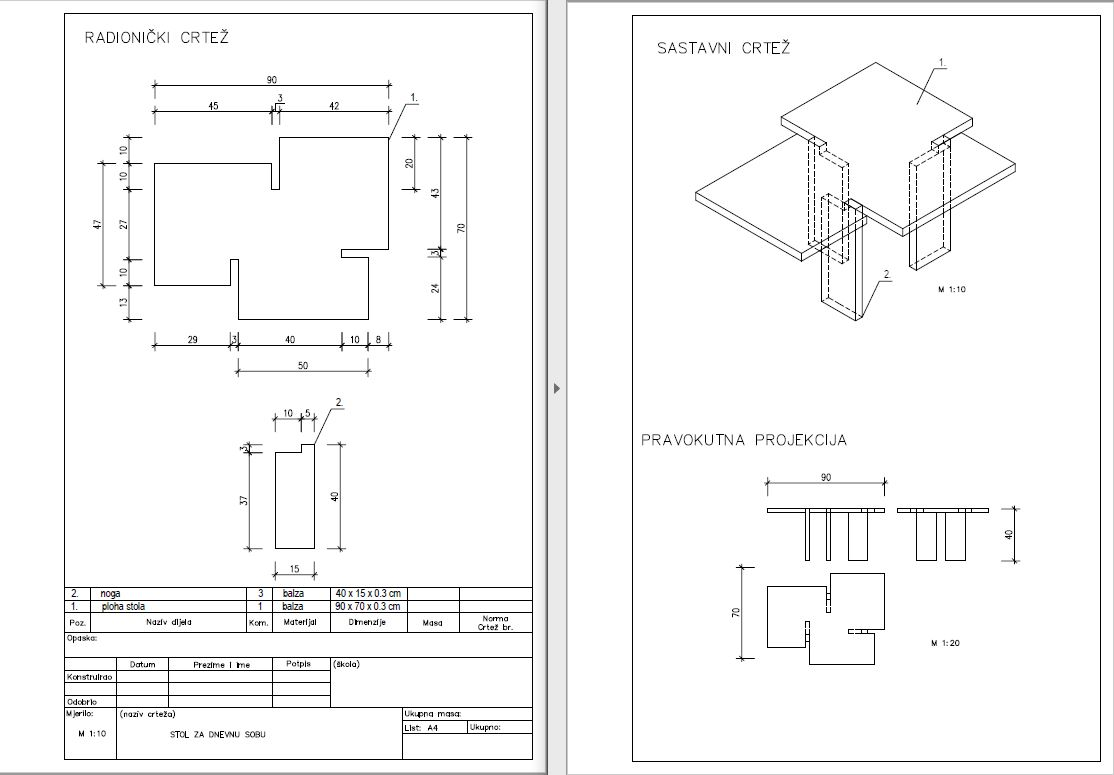 RADIONIČKI CRTEŽ
90
45
3
42
1.
10
10
27
10
13
47
20
43
3
24
70
29
3
40
10
8
50
2.
10
5
3
37
40
15
2. noga 3 balza 40 x 15 x 0.3 cm
1. ploha stola 1 balza 90 x 70 x 0.3 cm
Poz. Naziv dijela Kom. Materijal Dimenzije Masa Norma
Crtež br.
Opaska:
Datum Prezime i ime Potpis (škola)
Konstruirao
Odobrio
Mjerilo: (naziv crteža) Ukupna masa:
List: A4 Ukupno:
M 1:10 STOL ZA DNEVNU SOBU
SASTAVNI CRTEŽ
1.
2.
M 1:10
PRAVOKUTNA PROJEKCIJA
90
40
70
M 1:20